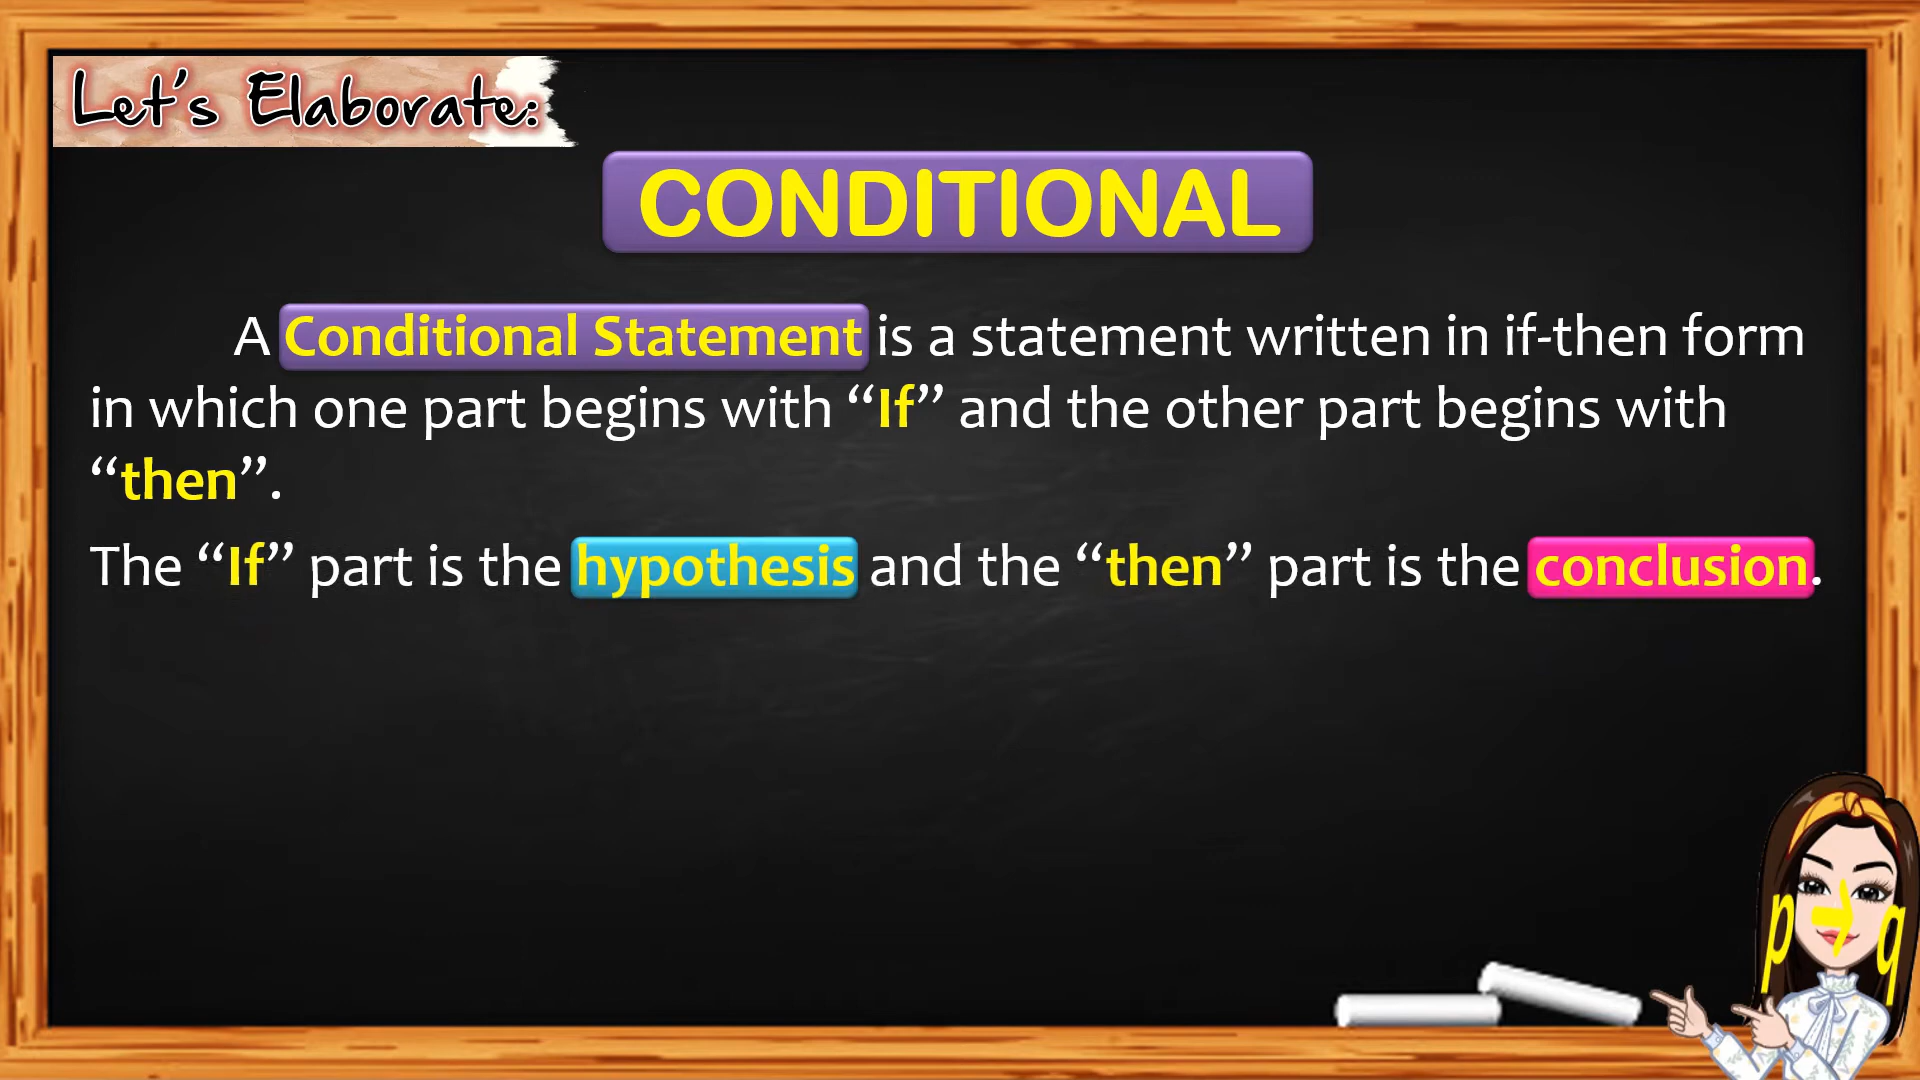 Let's Elaborate:
CONDITIONAL
A Conditional Statement is a statement written in if-then form
in which one part begins with “If” and the other part begins with
“then”.
The “If” part is the hypothesis and the “then” part is the conclusion.
p→q